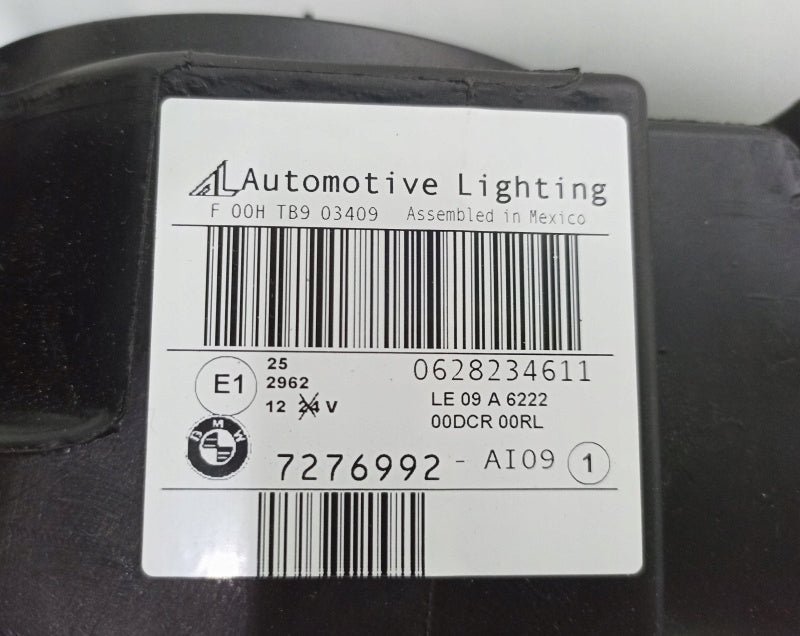 AL Automotive Lighting
F 00H TB9 03409 Assembled in Mexico
E1
25
2962
12 24 V
0628234611
LE 09 A 6222
00DCR 00RL
BMW
7276992 - AI09 1